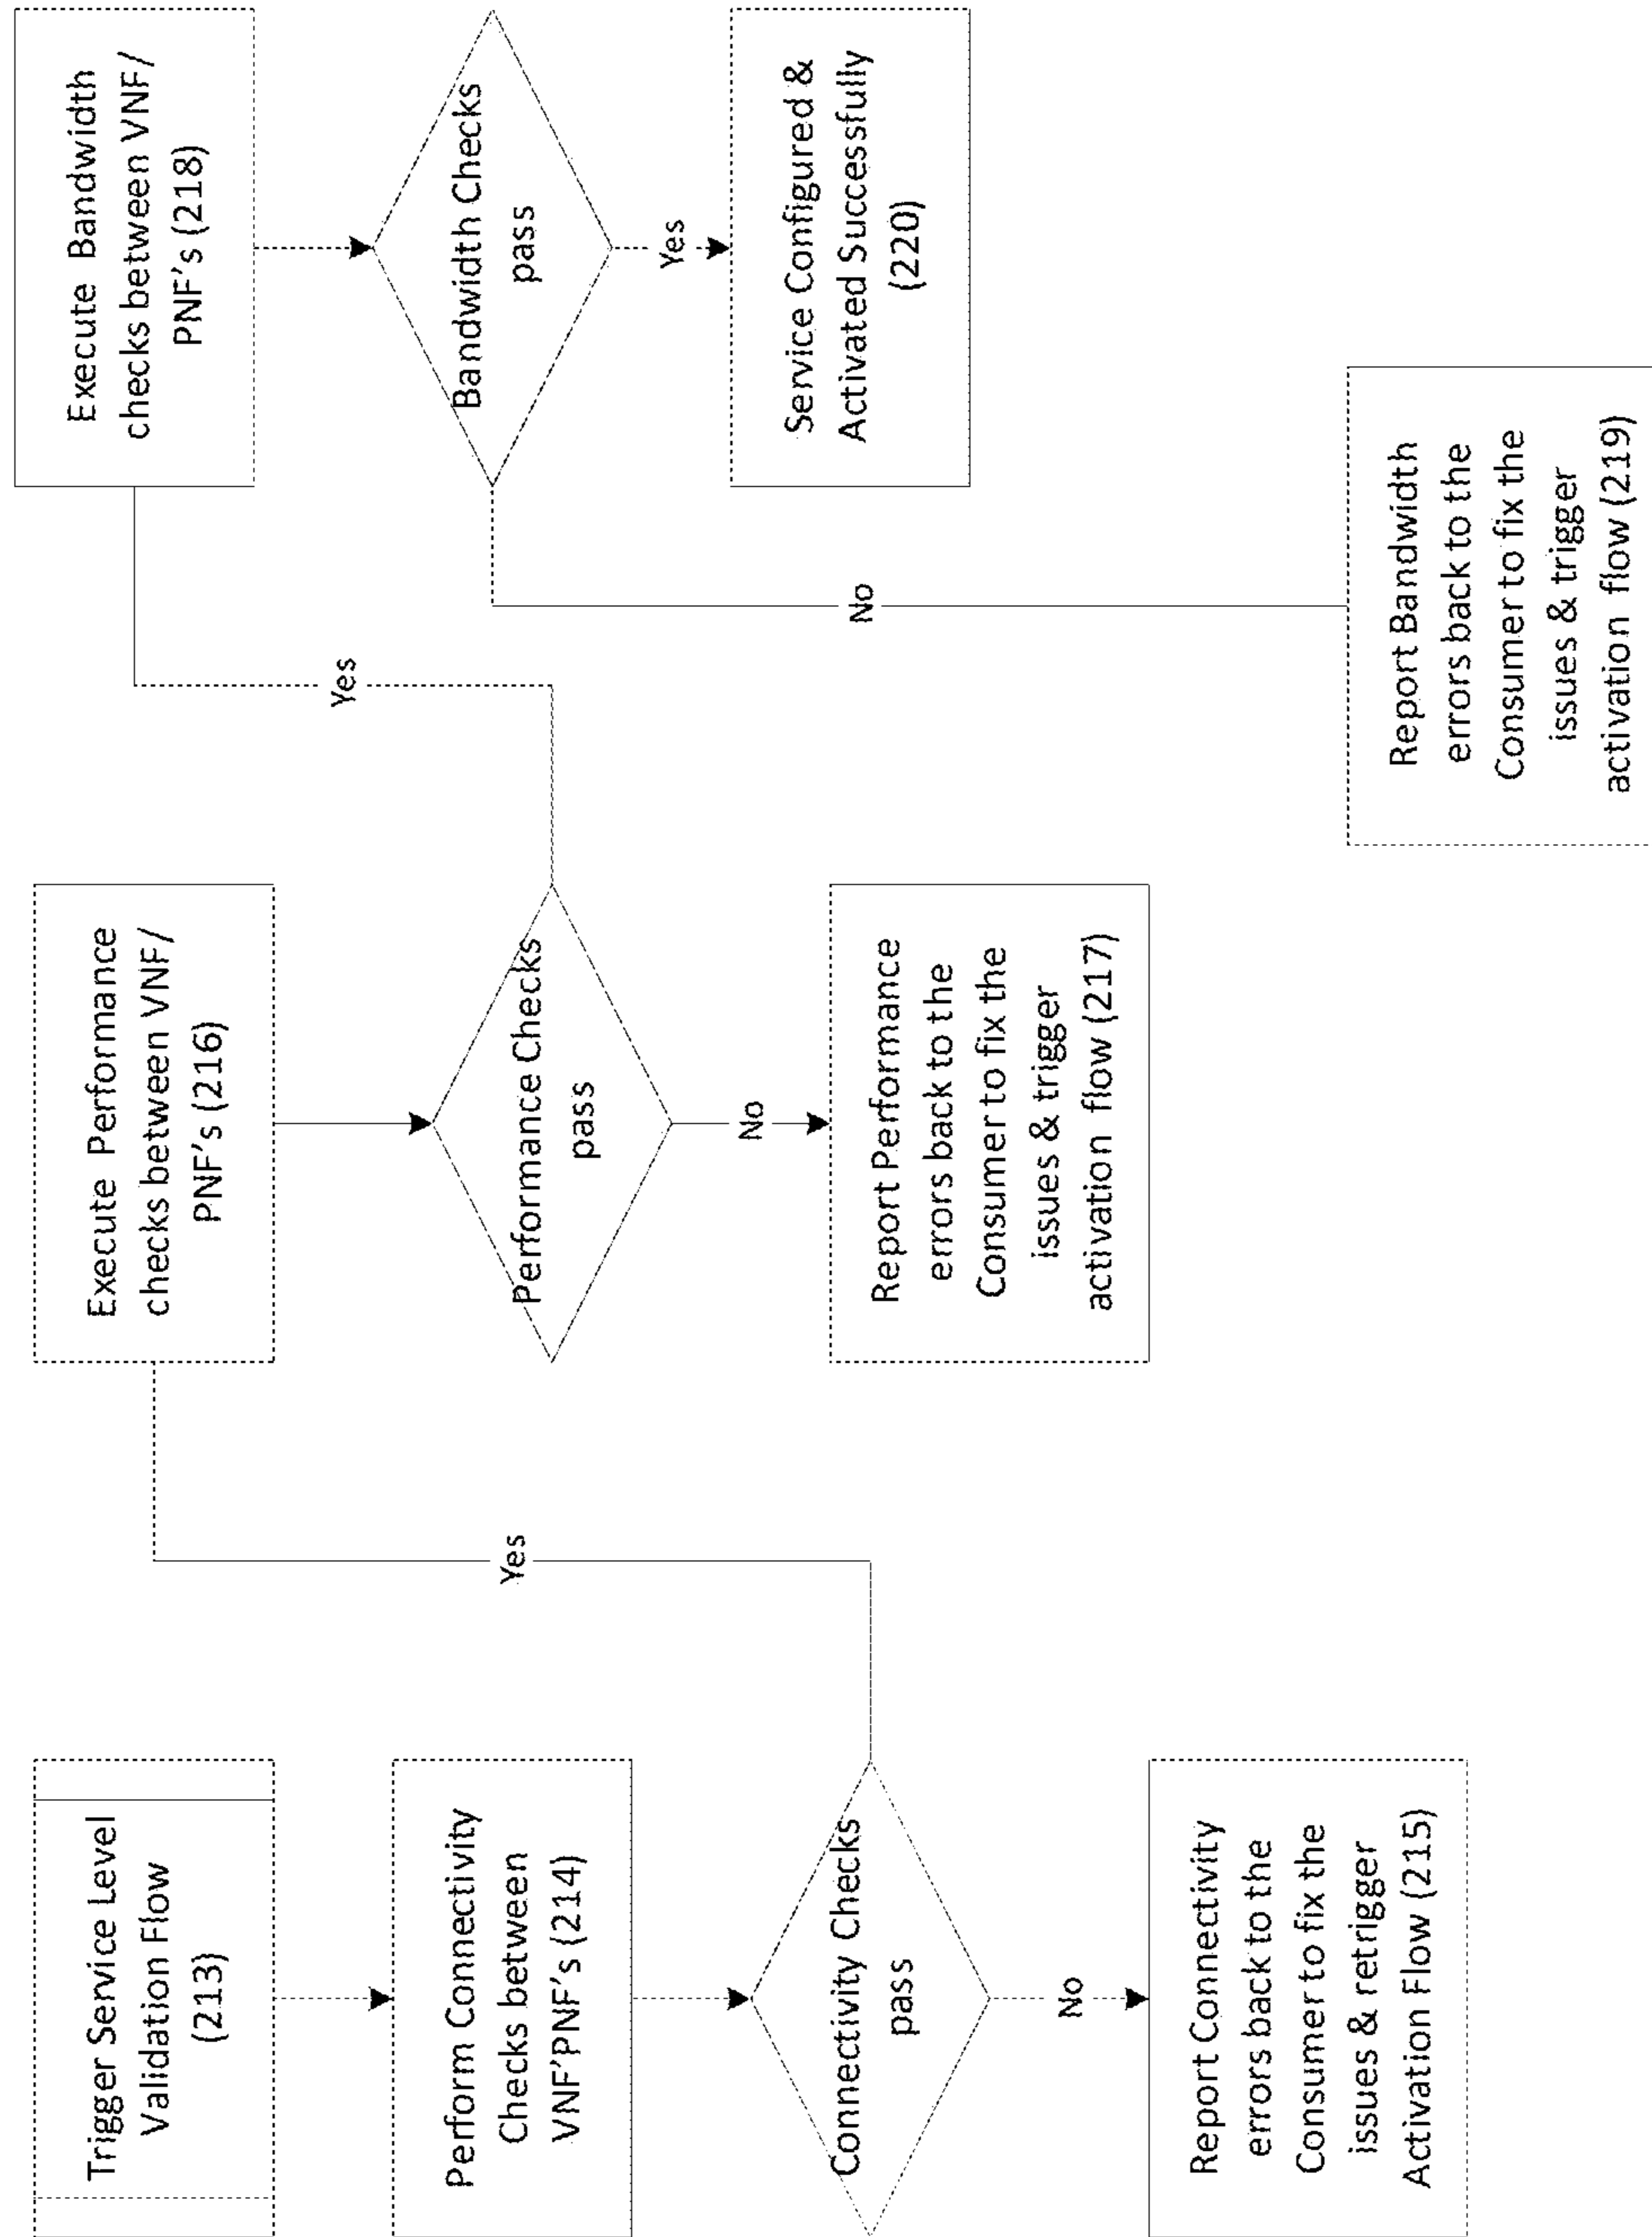 Trigger Service Level
Validation Flow
(213)
Perform Connectivity
Checks between
VNF'PNF's (214)
Connectivity Checks
pass
No
Report Connectivity
errors back to the
Consumer to fix the
issues & retrigger
Activation Flow (215)
Yes
Execute Performance
checks between VNF/
PNF's (216)
Performance Checks
pass
No
Report Performance
errors back to the
Consumer to fix the
issues & trigger
activation flow (217)
Yes
Execute Bandwidth
checks between VNF/
PNF's (218)
Bandwidth Checks
pass
Yes
Service Configured &
Activated Successfully
(220)
No
Report Bandwidth
errors back to the
Consumer to fix the
issues & trigger
activation flow (219)